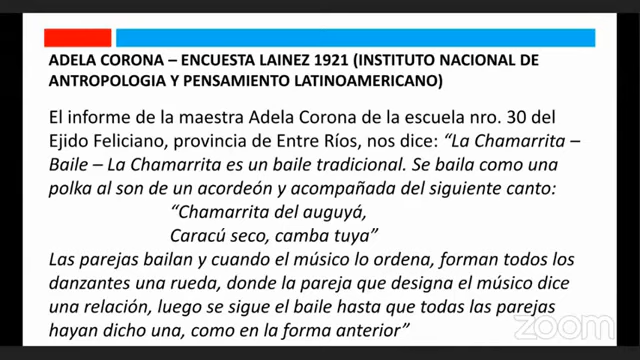 ADELA CORONA – ENCUESTA LAINEZ 1921 (INSTITUTO NACIONAL DE
ANTROPOLOGIA Y PENSAMIENTO LATINOAMERICANO)
El informe de la maestra Adela Corona de la escuela nro. 30 del
Ejido Feliciano, provincia de Entre Ríos, nos dice: “La Chamarrita –
Baile – La Chamarrita es un baile tradicional. Se baila como una
polka al son de un acordeón y acompañada del siguiente canto:
“Chamarrita del auguyá,
Caracú seco, camba tuya”
Las parejas bailan y cuando el músico lo ordena, forman todos los
danzantes una rueda, donde la pareja que designa el músico dice
una relación, luego se sigue el baile hasta que todas las parejas
hayan dicho una, como en la forma anterior”
zoom